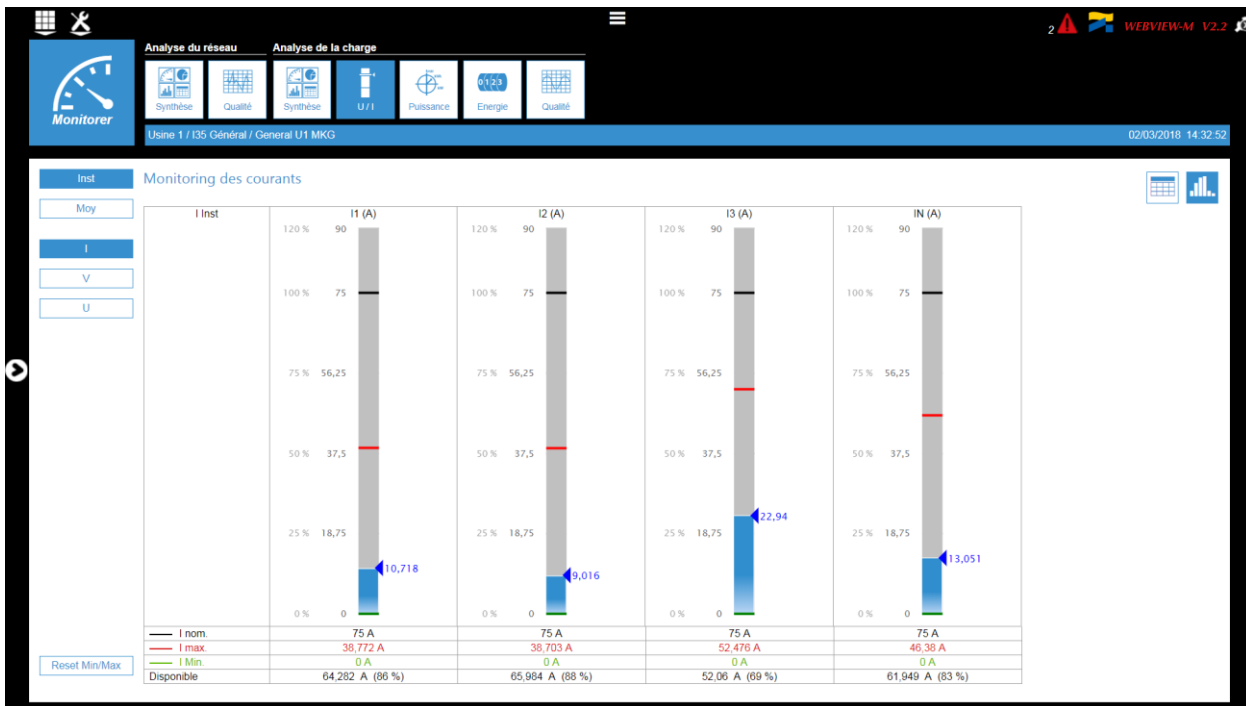 2 WEBVIEW-M V2.2
Analyse du réseau Analyse de la charge
Synthèse Qualité Synthèse U / I Puissance Energie Qualité
0 1 2 3
Monitorer
Usine 1 / I35 Général / General U1 MKG 02/03/2018 14:32:52
Inst
Moy
I
V
U
Reset Min/Max
Monitoring des courants
I Inst I1 (A) I2 (A) I3 (A) IN (A)
120 % 90 120 % 90 120 % 90 120 % 90
100 % 75 100 % 75 100 % 75 100 % 75
75 % 56,25 75 % 56,25 75 % 56,25 75 % 56,25
50 % 37,5 50 % 37,5 50 % 37,5 50 % 37,5
22,94
25 % 18,75 25 % 18,75 25 % 18,75 25 % 18,75
10,718 9,016 13,051
0 % 0 0 % 0 0 % 0 0 % 0
I nom. 75 A 75 A 75 A 75 A
I max. 38,772 A 38,703 A 52,476 A 46,38 A
I Min. 0 A 0 A 0 A 0 A
Disponible 64,282 A (86 %) 65,984 A (88 %) 52,06 A (69 %) 61,949 A (83 %)